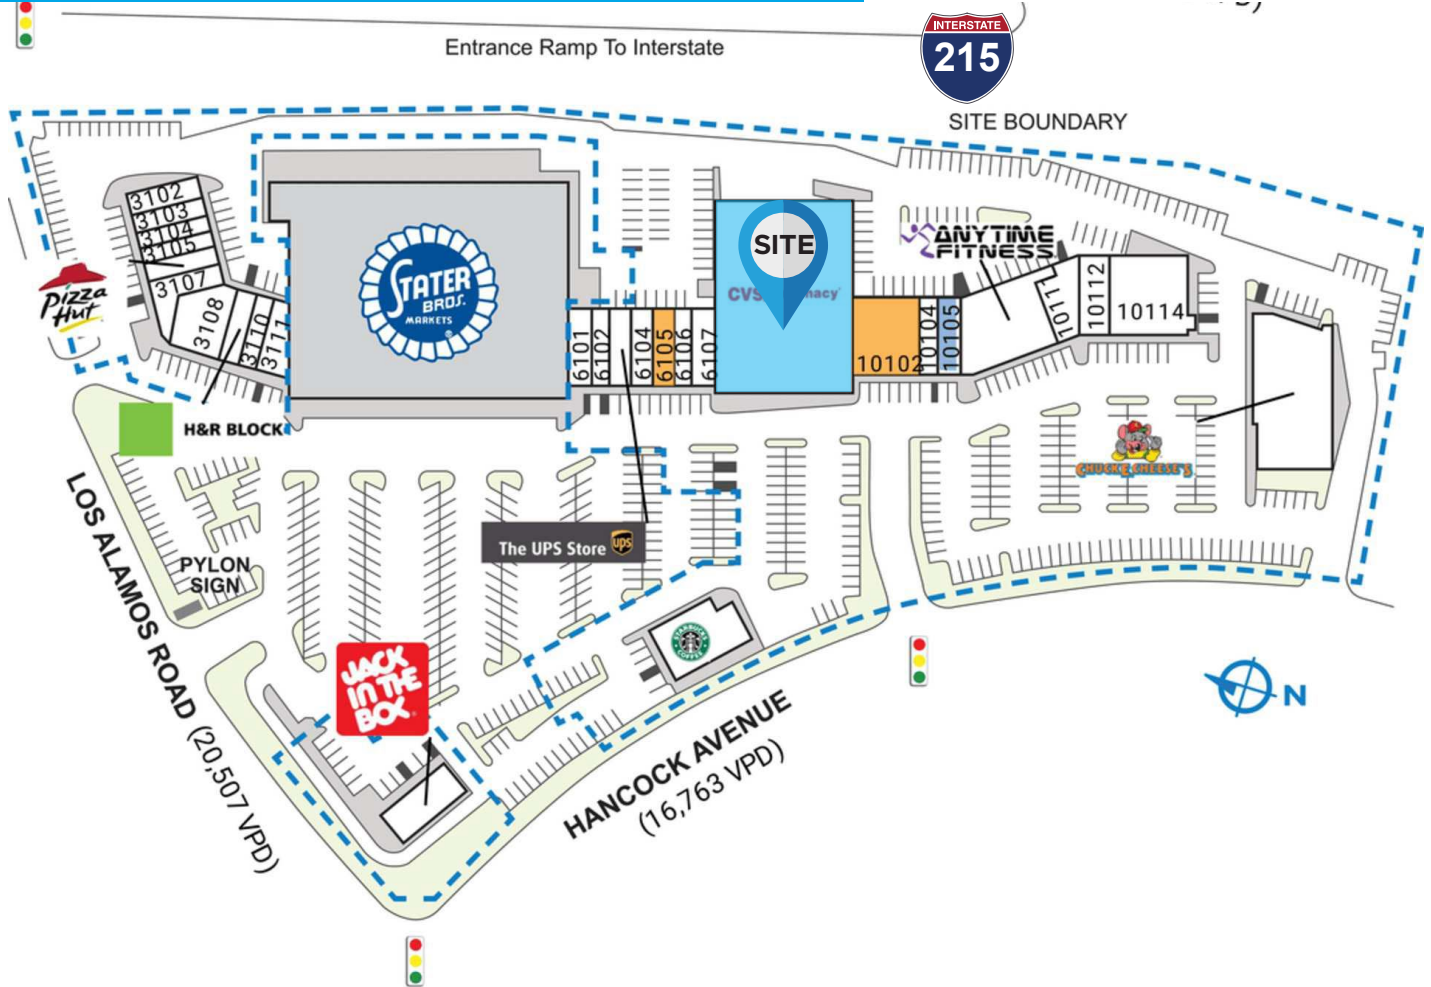 Entrance Ramp To Interstate
INTERSTATE
215
SITE BOUNDARY
3102
3103
3104
3105
3107
3108
3110
3111
Pizza
Hut
H&R BLOCK
STATER
BROS.
MARKETS
6101
6102
6104
6105
6106
6107
SITE
CVS
macy
10102
10104
10105
ANYTIME
FITNESS
10111
10112
10114
CHUCK E. CHEESE'S
The UPS Store
ups
PYLON
SIGN
LOS ALAMOS ROAD (20,507 VPD)
JACK
IN THE
BOX
STARBUCKS
COFFEE
HANCOCK AVENUE
(16,763 VPD)
N